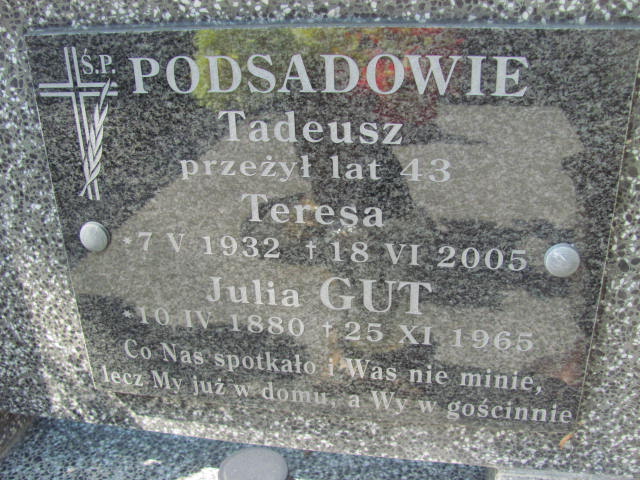 Ś.P. PODSADOWIE
Tadeusz
przeżył lat 43
Teresa
*7 V 1932 † 18 VI 2005
Julia GUT
*10 IV 1880 † 25 XI 1965
Co Nas spotkało i Was nie minie,
lecz My już w domu, a Wy w gościnnie